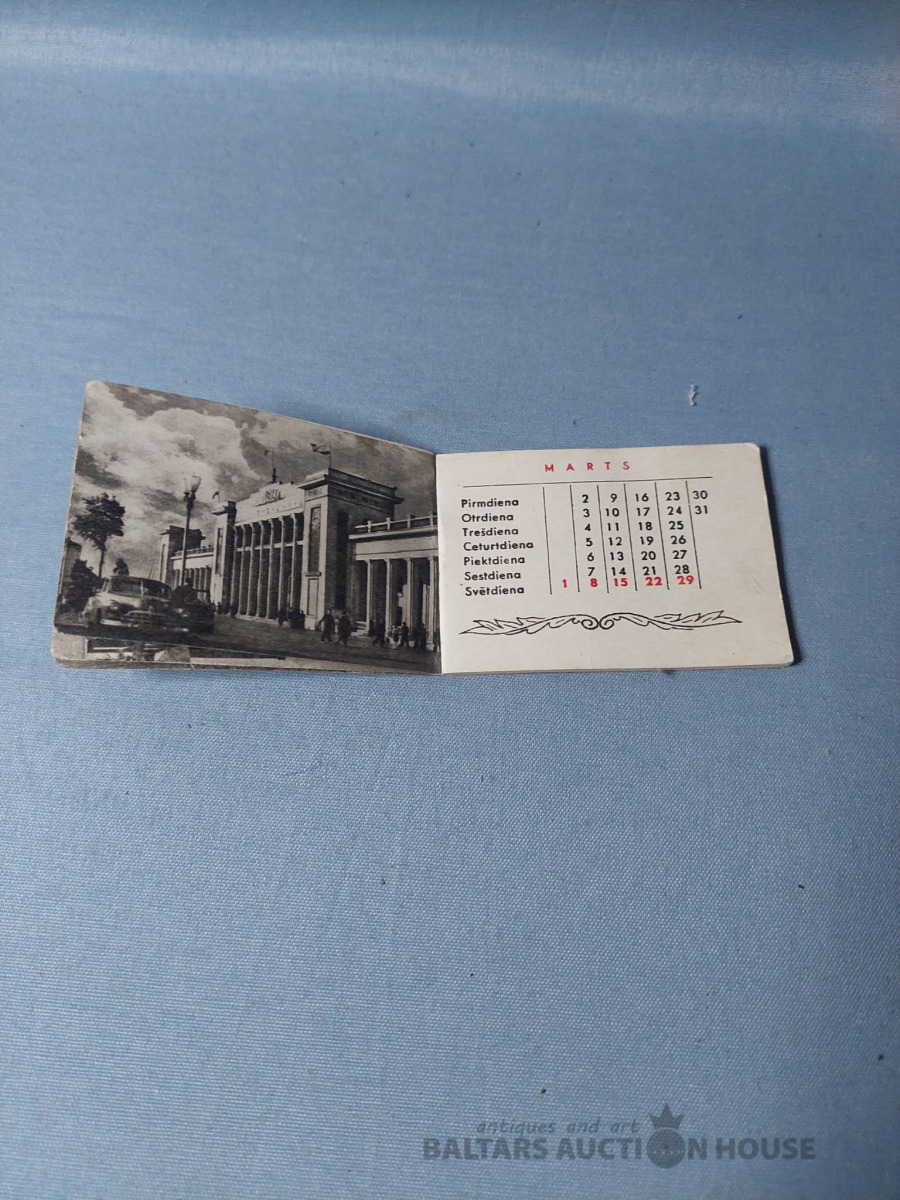 MARTS
Pirmdiena 2 9 16 23 30
Otrdiena 3 10 17 24 31
Trešdiena 4 11 18 25
Ceturtdiena 5 12 19 26
Piektdiena 6 13 20 27
Sestdiena 7 14 21 28
Svētdiena 1 8 15 22 29
antiques and art
BALTARS AUCTION HOUSE